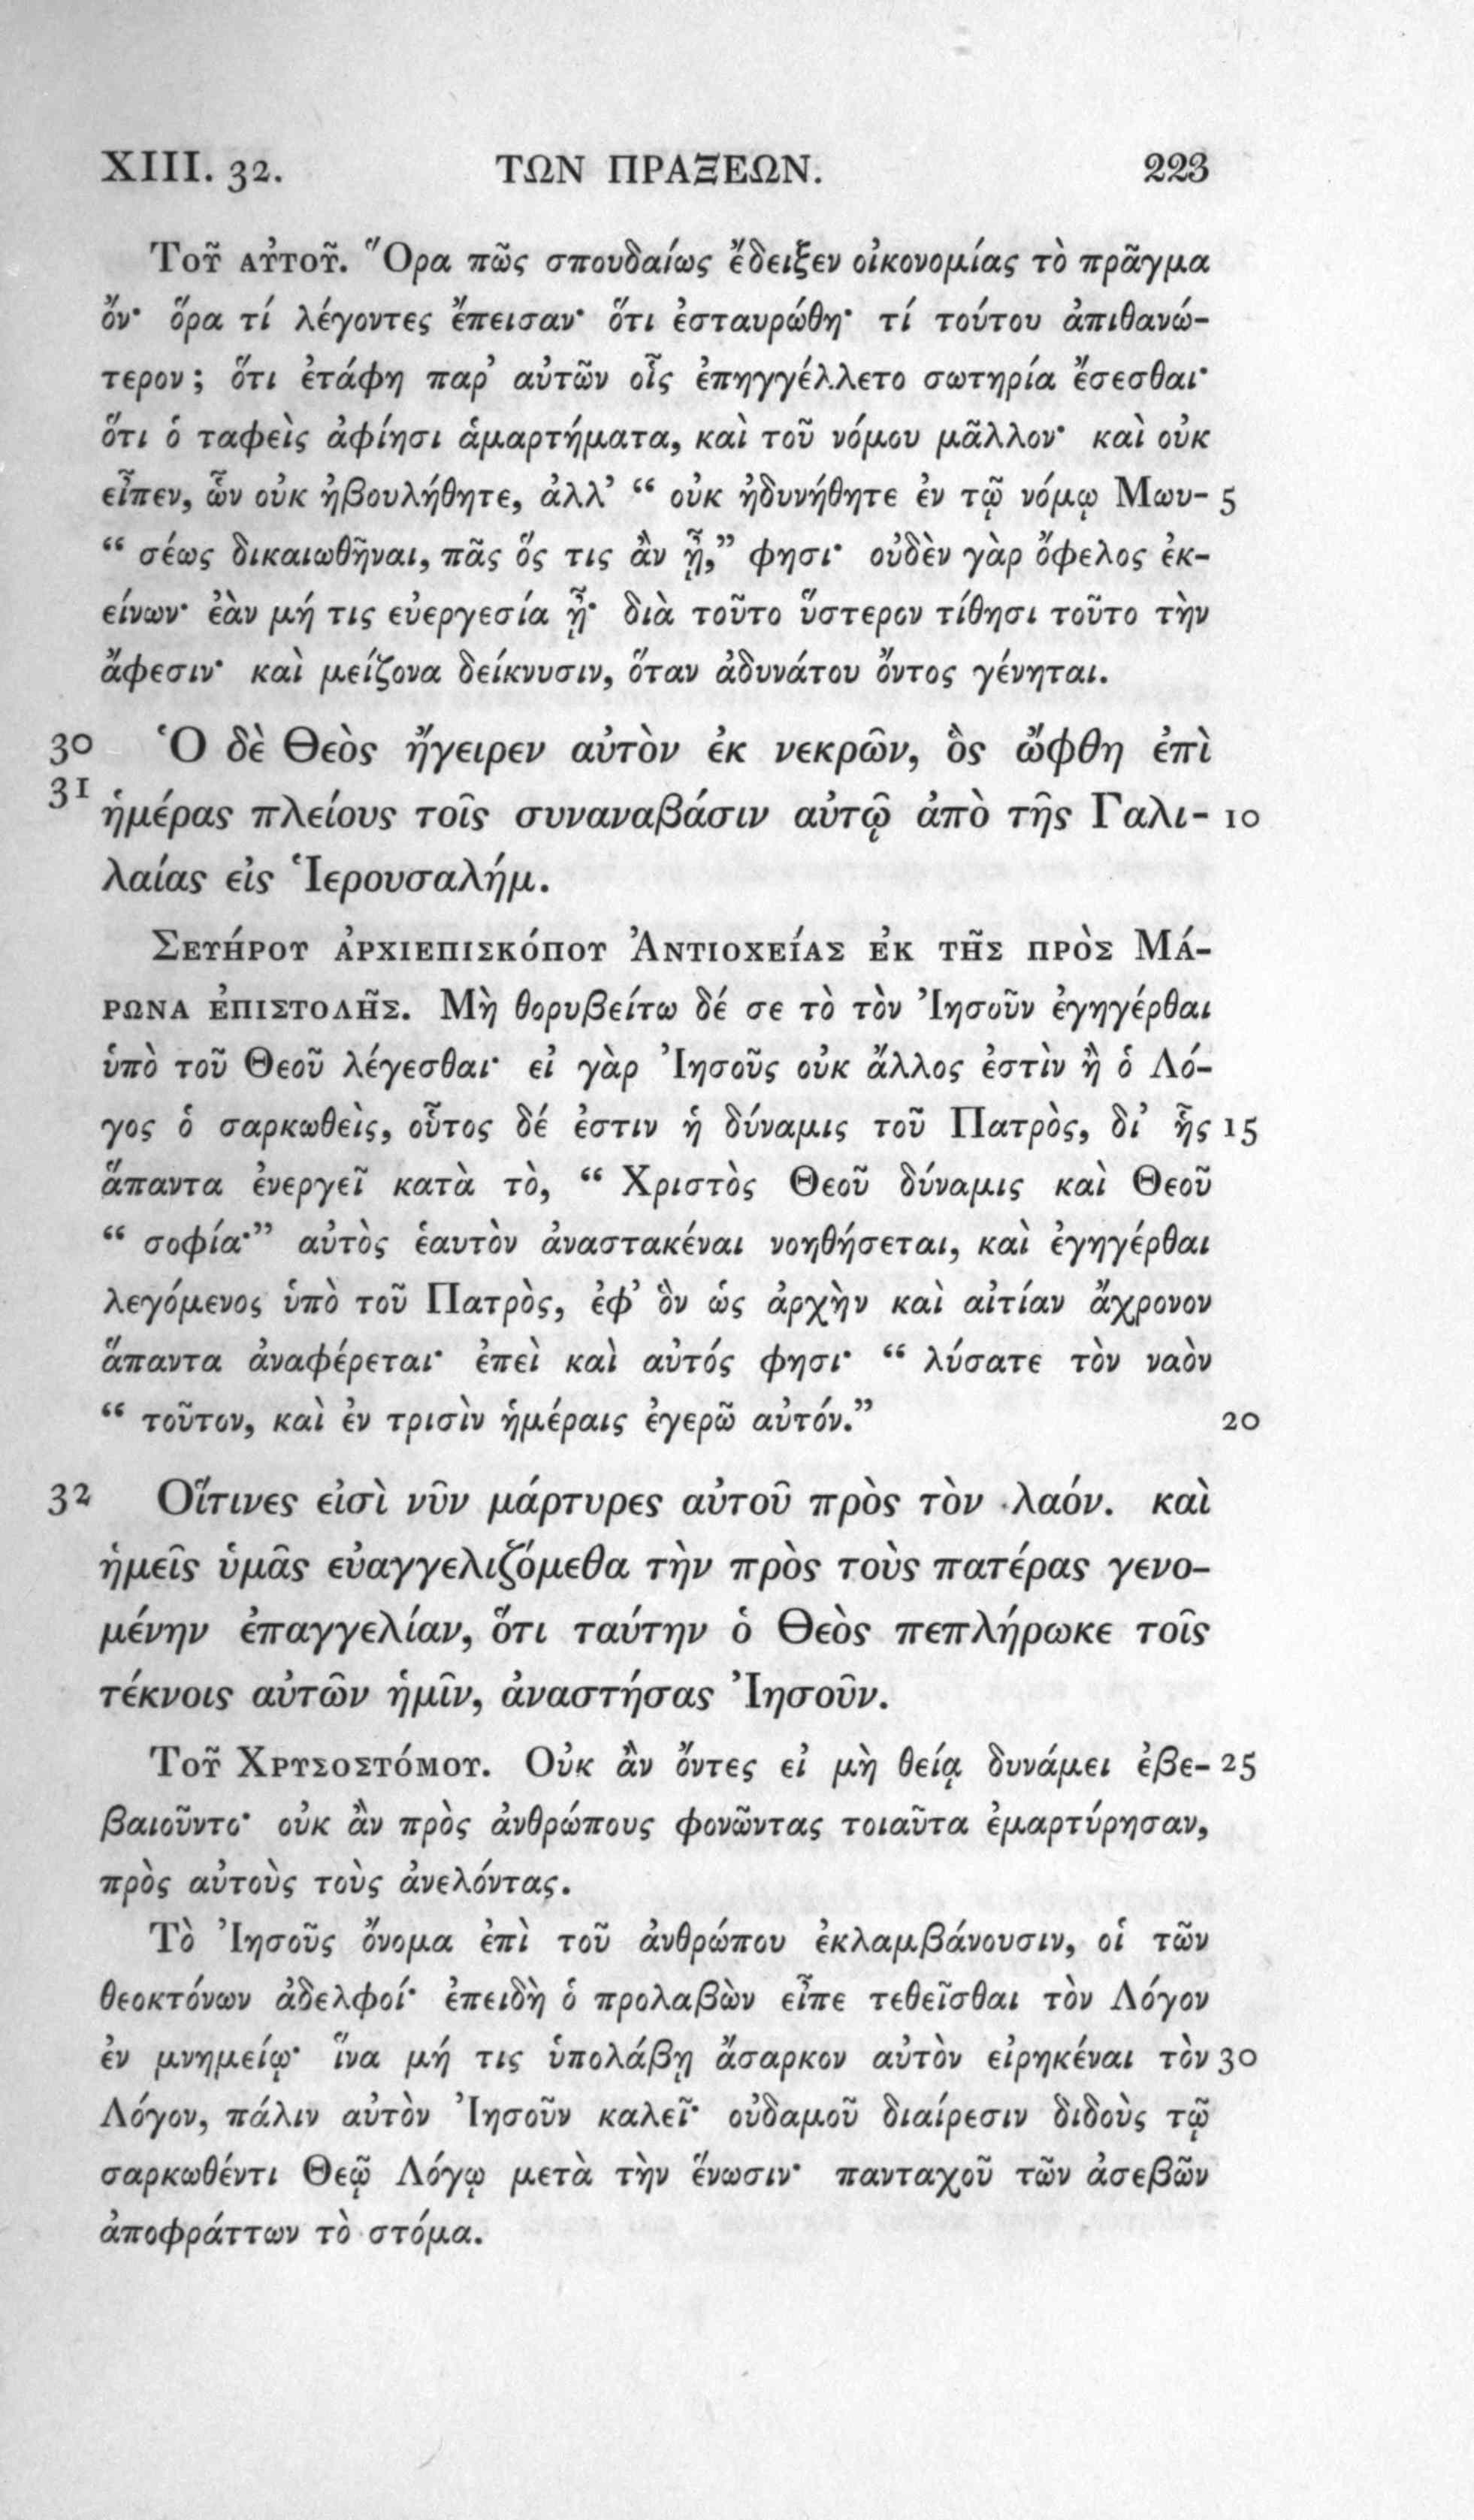 XIII. 32. ΤΩΝ ΠΡΑΞΕΩΝ. 223
Τοῦ αὐτοῦ. Ὅρα πῶς σπουδαίως ἔδειξεν οἰκονομίας τὸ πρᾶγμα
ὄν· ὅρα τί λέγοντες ἔπεισαν· ὅτι ἐσταυρώθη· τί τούτου ἀπιθανώ-
τερον; ὅτι ἐτάφη παρ’ αὐτῶν οἷς ἐπηγγέλλετο σωτηρία ἔσεσθαι·
ὅτι ὁ ταφεὶς ἀφίησι ἁμαρτήματα, καὶ τοῦ νόμου μᾶλλον· καὶ οὐκ
εἶπεν, ὧν οὐκ ἠβουλήθητε, ἀλλ’ “ οὐκ ἠδυνήθητε ἐν τῷ νόμῳ Μωυ- 5
“ σέως δικαιωθῆναι, πᾶς ὅς τις ἂν ᾖ,” φησι· οὐδὲν γὰρ ὄφελος ἐκ-
είνων· ἐὰν μή τις εὐεργεσία ᾖ· διὰ τοῦτο ὕστερον τίθησι τοῦτο τὴν
ἄφεσιν· καὶ μείζονα δείκνυσιν, ὅταν ἀδυνάτου ὄντος γένηται.
30 Ὁ δὲ Θεὸς ἤγειρεν αὐτὸν ἐκ νεκρῶν, ὃς ὤφθη ἐπὶ
31 ἡμέρας πλείους τοῖς συναναβάσιν αὐτῷ ἀπὸ τῆς Γαλι- 10
λαίας εἰς Ἱερουσαλήμ.
Σευήρου ἀρχιεπισκόπου Ἀντιοχείας ἐκ τῆς πρὸς Μά-
ρωνα ἐπιστολῆς. Μὴ θορυβείτω δέ σε τὸ τὸν Ἰησοῦν ἐγηγέρθαι
ὑπὸ τοῦ Θεοῦ λέγεσθαι· εἰ γὰρ Ἰησοῦς οὐκ ἄλλος ἐστὶν ἢ ὁ Λό-
γος ὁ σαρκωθεὶς, οὗτος δέ ἐστιν ἡ δύναμις τοῦ Πατρὸς, δι’ ἧς 15
ἅπαντα ἐνεργεῖ κατὰ τὸ, “ Χριστὸς Θεοῦ δύναμις καὶ Θεοῦ
“ σοφία·” αὐτὸς ἑαυτὸν ἀναστακέναι νοηθήσεται, καὶ ἐγηγέρθαι
λεγόμενος ὑπὸ τοῦ Πατρὸς, ἐφ’ ὃν ὡς ἀρχὴν καὶ αἰτίαν ἄχρονον
ἅπαντα ἀναφέρεται· ἐπεὶ καὶ αὐτός φησι· “ λύσατε τὸν ναὸν
“ τοῦτον, καὶ ἐν τρισὶν ἡμέραις ἐγερῶ αὐτόν.” 20
32 Οἵτινες εἰσὶ νῦν μάρτυρες αὐτοῦ πρὸς τὸν λαόν. καὶ
ἡμεῖς ὑμᾶς εὐαγγελιζόμεθα τὴν πρὸς τοὺς πατέρας γενο-
μένην ἐπαγγελίαν, ὅτι ταύτην ὁ Θεὸς πεπλήρωκε τοῖς
τέκνοις αὐτῶν ἡμῖν, ἀναστήσας Ἰησοῦν.
Τοῦ Χρυσοστόμου. Οὐκ ἂν ὄντες εἰ μὴ θείᾳ δυνάμει ἐβε- 25
βαιοῦντο· οὐκ ἂν πρὸς ἀνθρώπους φονῶντας τοιαῦτα ἐμαρτύρησαν,
πρὸς αὐτοὺς τοὺς ἀνελόντας.
Τὸ Ἰησοῦς ὄνομα ἐπὶ τοῦ ἀνθρώπου ἐκλαμβάνουσιν, οἱ τῶν
θεοκτόνων ἀδελφοί· ἐπειδὴ ὁ προλαβὼν εἶπε τεθεῖσθαι τὸν Λόγον
ἐν μνημείῳ· ἵνα μή τις ὑπολάβῃ ἄσαρκον αὐτὸν εἰρηκέναι τὸν 30
Λόγον, πάλιν αὐτὸν Ἰησοῦν καλεῖ· οὐδαμοῦ διαίρεσιν διδοὺς τῷ
σαρκωθέντι Θεῷ Λόγῳ μετὰ τὴν ἕνωσιν· πανταχοῦ τῶν ἀσεβῶν
ἀποφράττων τὸ στόμα.